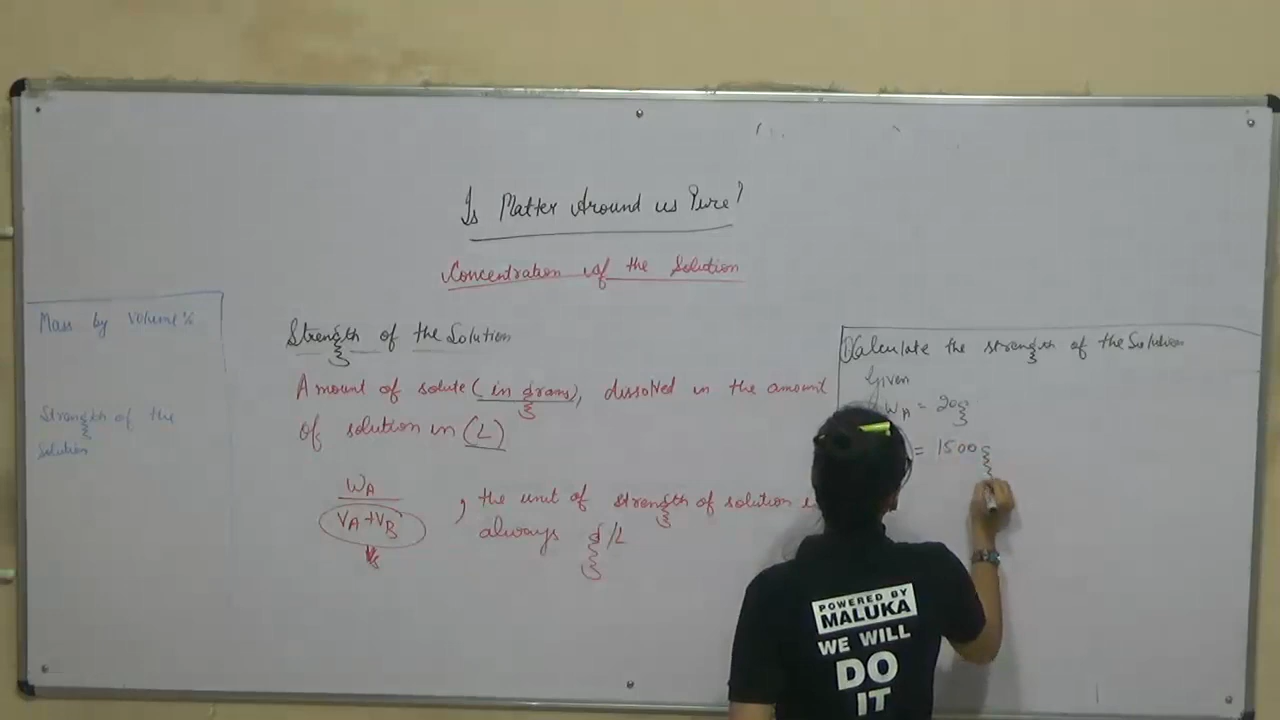 Is Matter Around us Pure?
Concentration of the Solution
Mass by Volume %
Strength of the
Solution
Strength of the Solution
Amount of solute (in grams), dissolved in the amount
of solution in (L)
WA
VA+VB
, the unit of strength of solution i
always g/L
Calculate the strength of the Solution
Given
WA = 20g
= 1500g
POWERED BY
MALUKA
WE WILL
DO
IT